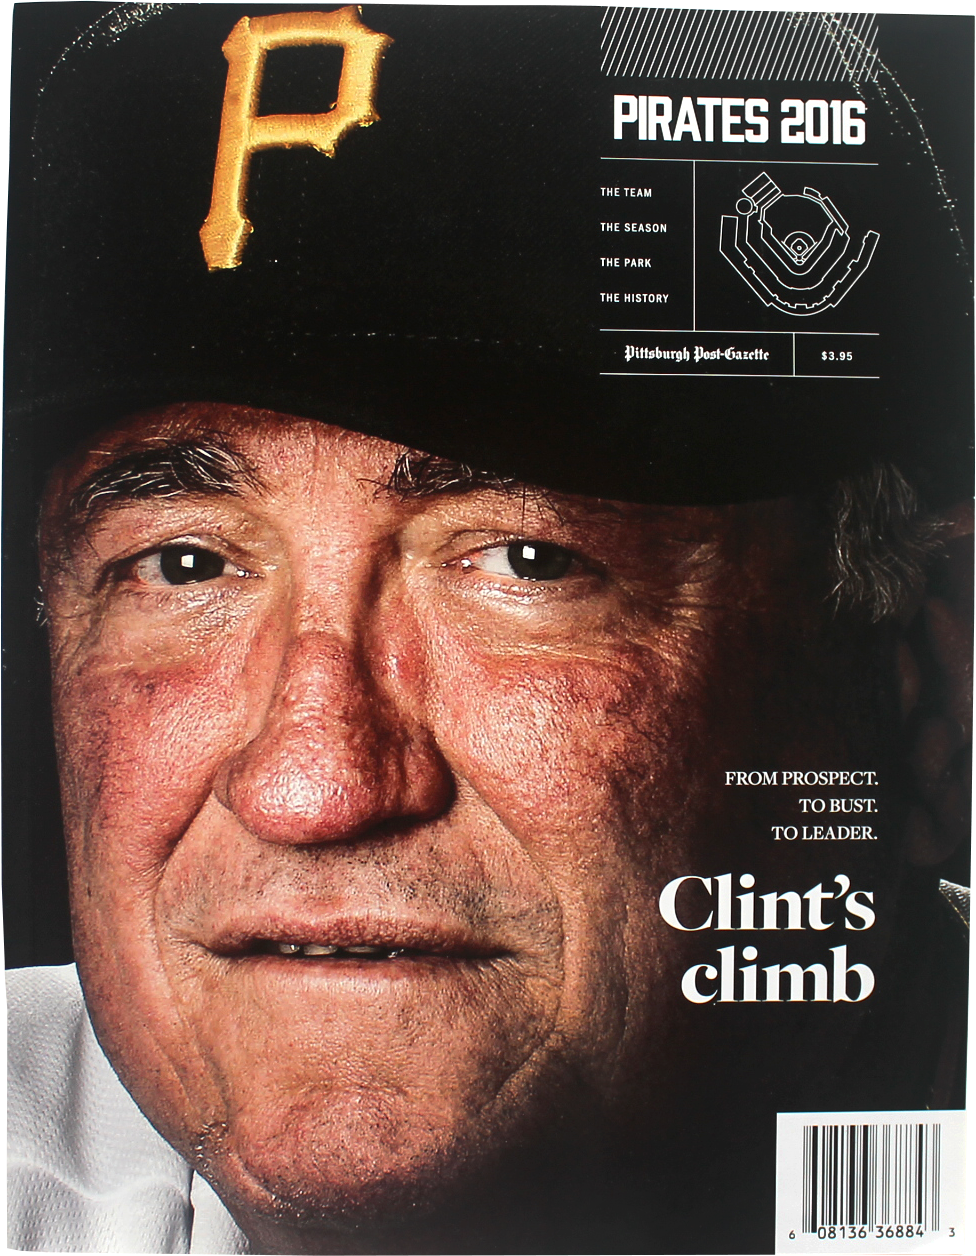 P
PIRATES 2016
THE TEAM
THE SEASON
THE PARK
THE HISTORY
Pittsburgh Post-Gazette
$3.95
FROM PROSPECT.
TO BUST.
TO LEADER.
Clint's
climb
6 08136 36884 3